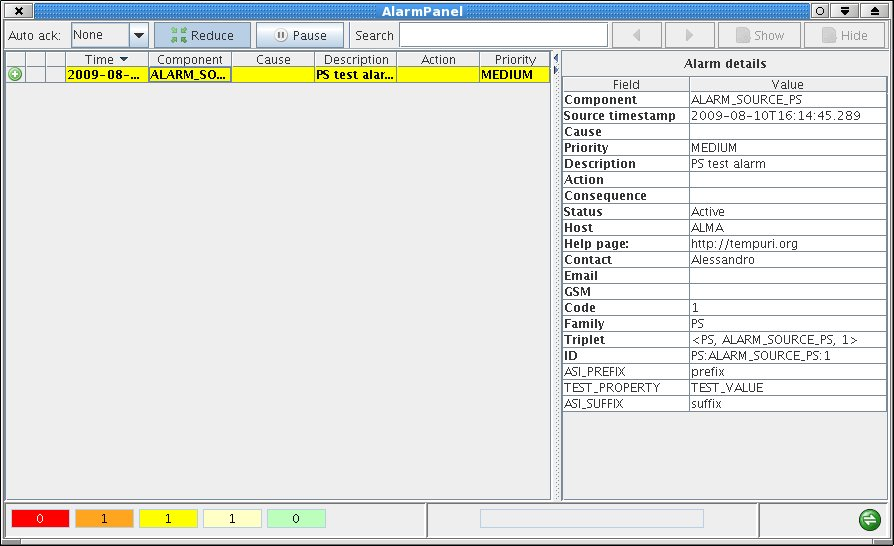 AlarmPanel
Auto ack: None Reduce Pause Search Show Hide
Time Component Cause Description Action Priority
2009-08-... ALARM_SO... PS test alar... MEDIUM
Alarm details
Field Value
Component ALARM_SOURCE_PS
Source timestamp 2009-08-10T16:14:45.289
Cause
Priority MEDIUM
Description PS test alarm
Action
Consequence
Status Active
Host ALMA
Help page: http://tempuri.org
Contact Alessandro
Email
GSM
Code 1
Family PS
Triplet <PS, ALARM_SOURCE_PS, 1>
ID PS:ALARM_SOURCE_PS:1
ASI_PREFIX prefix
TEST_PROPERTY TEST_VALUE
ASI_SUFFIX suffix
0 1 1 1 0